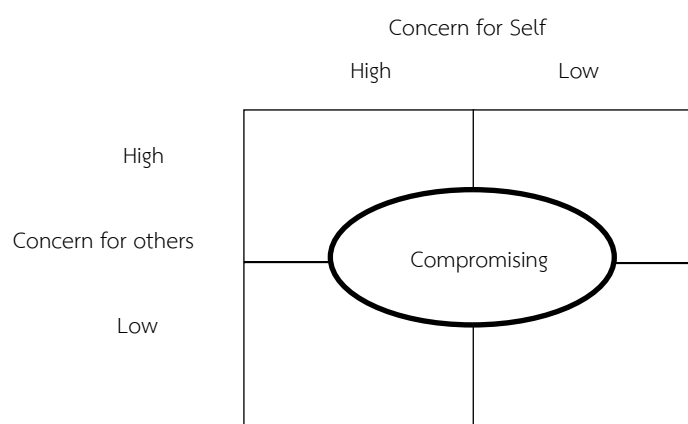 Concern for Self
High Low
High
Concern for others
Compromising
Low